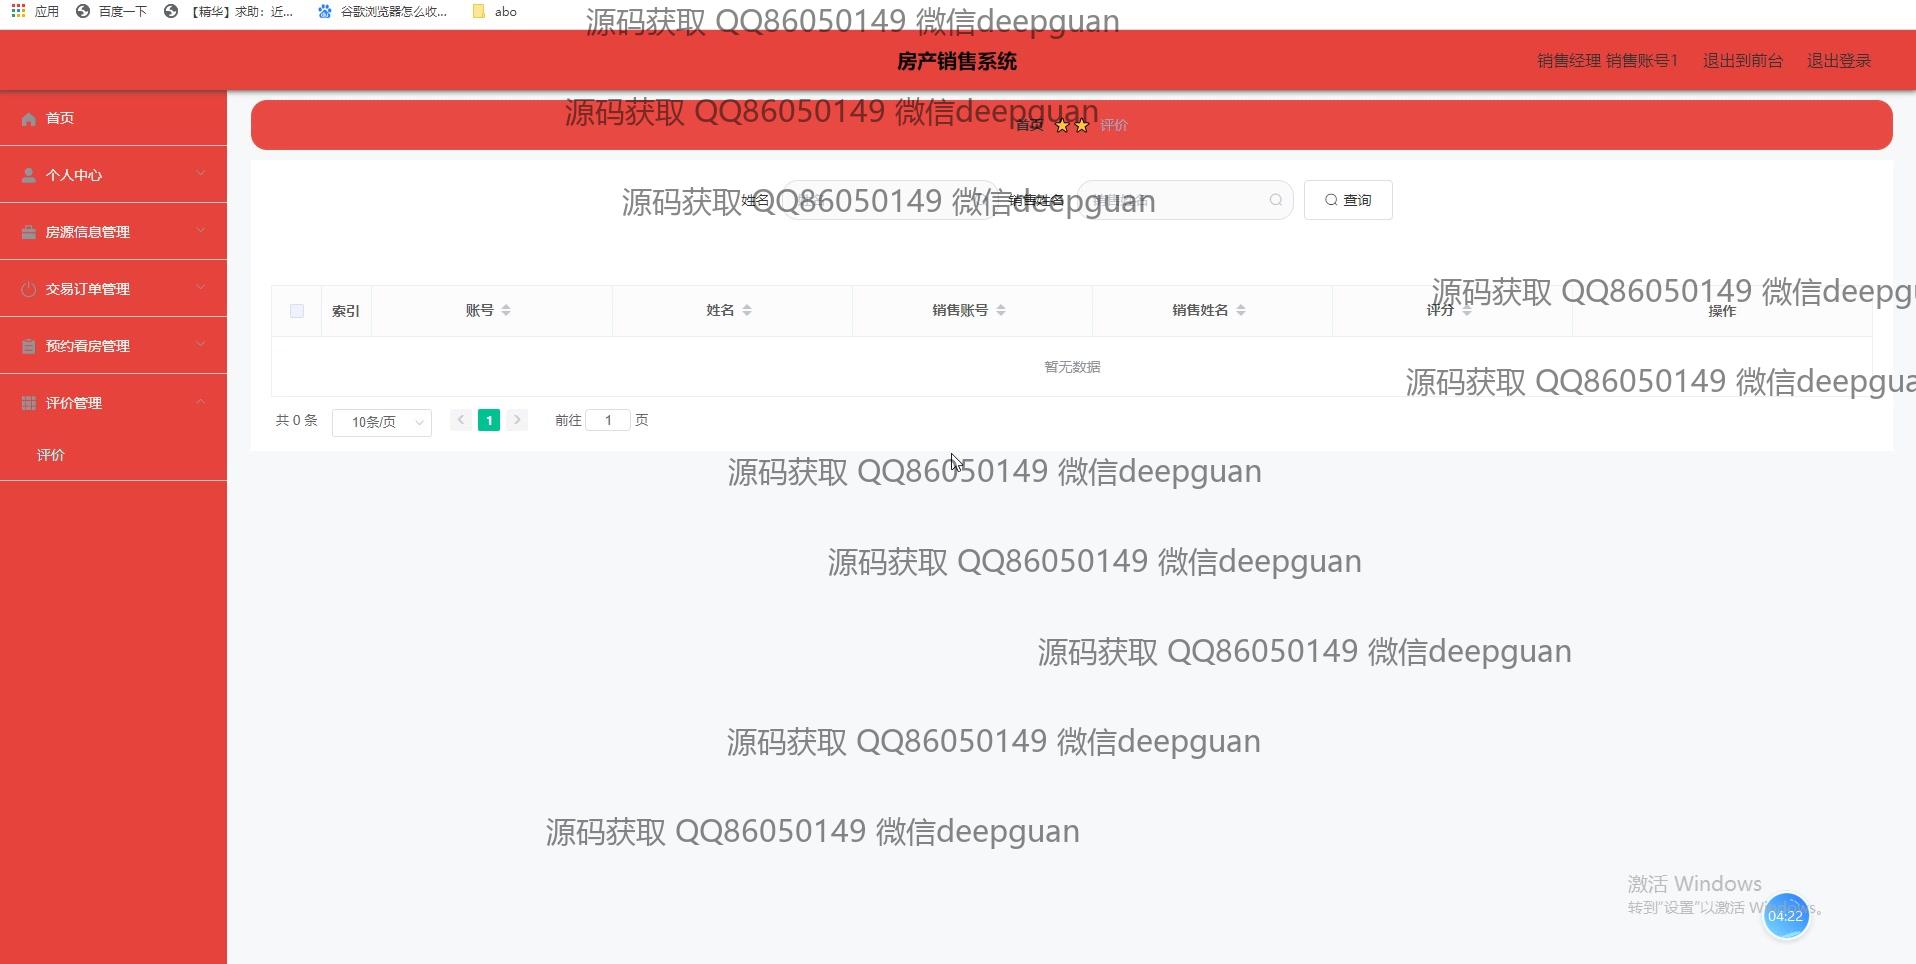 应用 百度一下 【精华】求助：近... 谷歌浏览器怎么收... abo
源码获取 QQ86050149 微信deepguan
房产销售系统
销售经理 销售账号1 退出到前台 退出登录
首页
个人中心
房源信息管理
交易订单管理
预约看房管理
评价管理
评价
源码获取 QQ86050149 微信deepguan
首页 评价
源码获取 QQ86050149 微信deepguan
姓名 姓名 销售姓名 销售姓名 查询
源码获取 QQ86050149 微信deepgu
索引 账号 姓名 销售账号 销售姓名 评分 操作
暂无数据
源码获取 QQ86050149 微信deepgua
共 0 条 10条/页 1 前往 1 页
源码获取 QQ86050149 微信deepguan
源码获取 QQ86050149 微信deepguan
源码获取 QQ86050149 微信deepguan
源码获取 QQ86050149 微信deepguan
源码获取 QQ86050149 微信deepguan
激活 Windows
转到"设置"以激活 Windows。
04:22